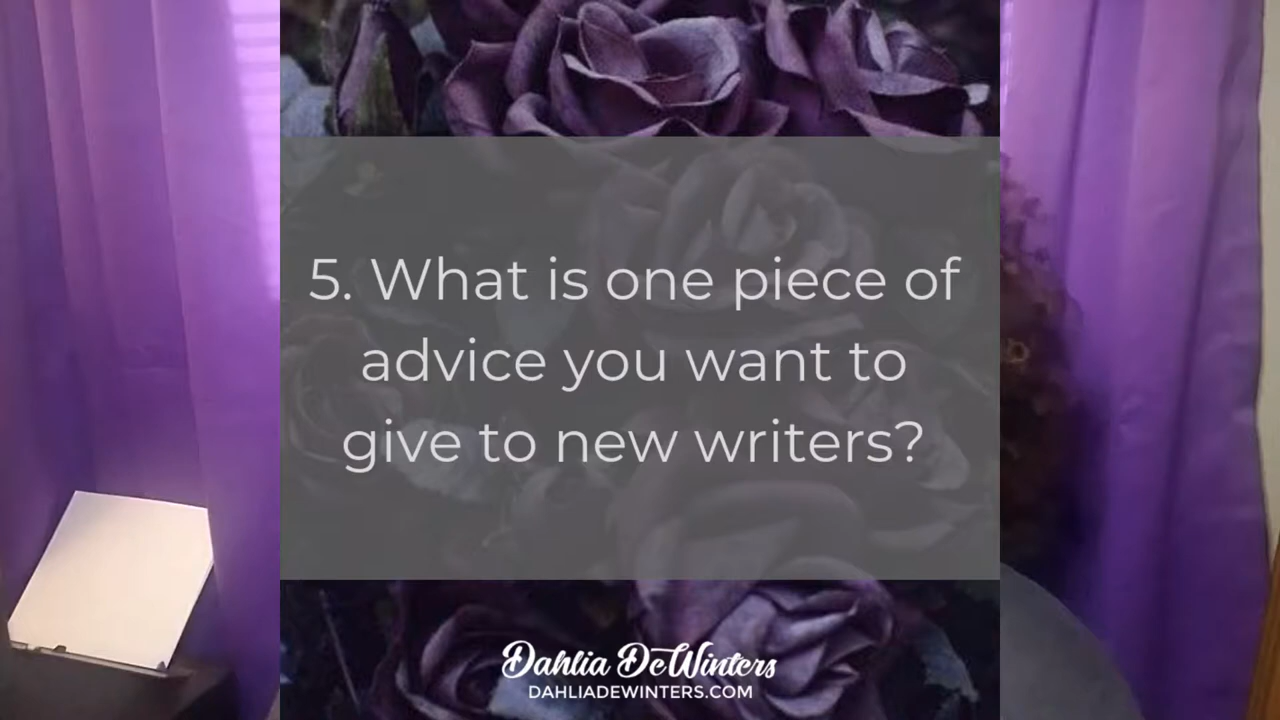 5. What is one piece of
advice you want to
give to new writers?
Dahlia DeWinters
DAHLIADEWINTERS.COM